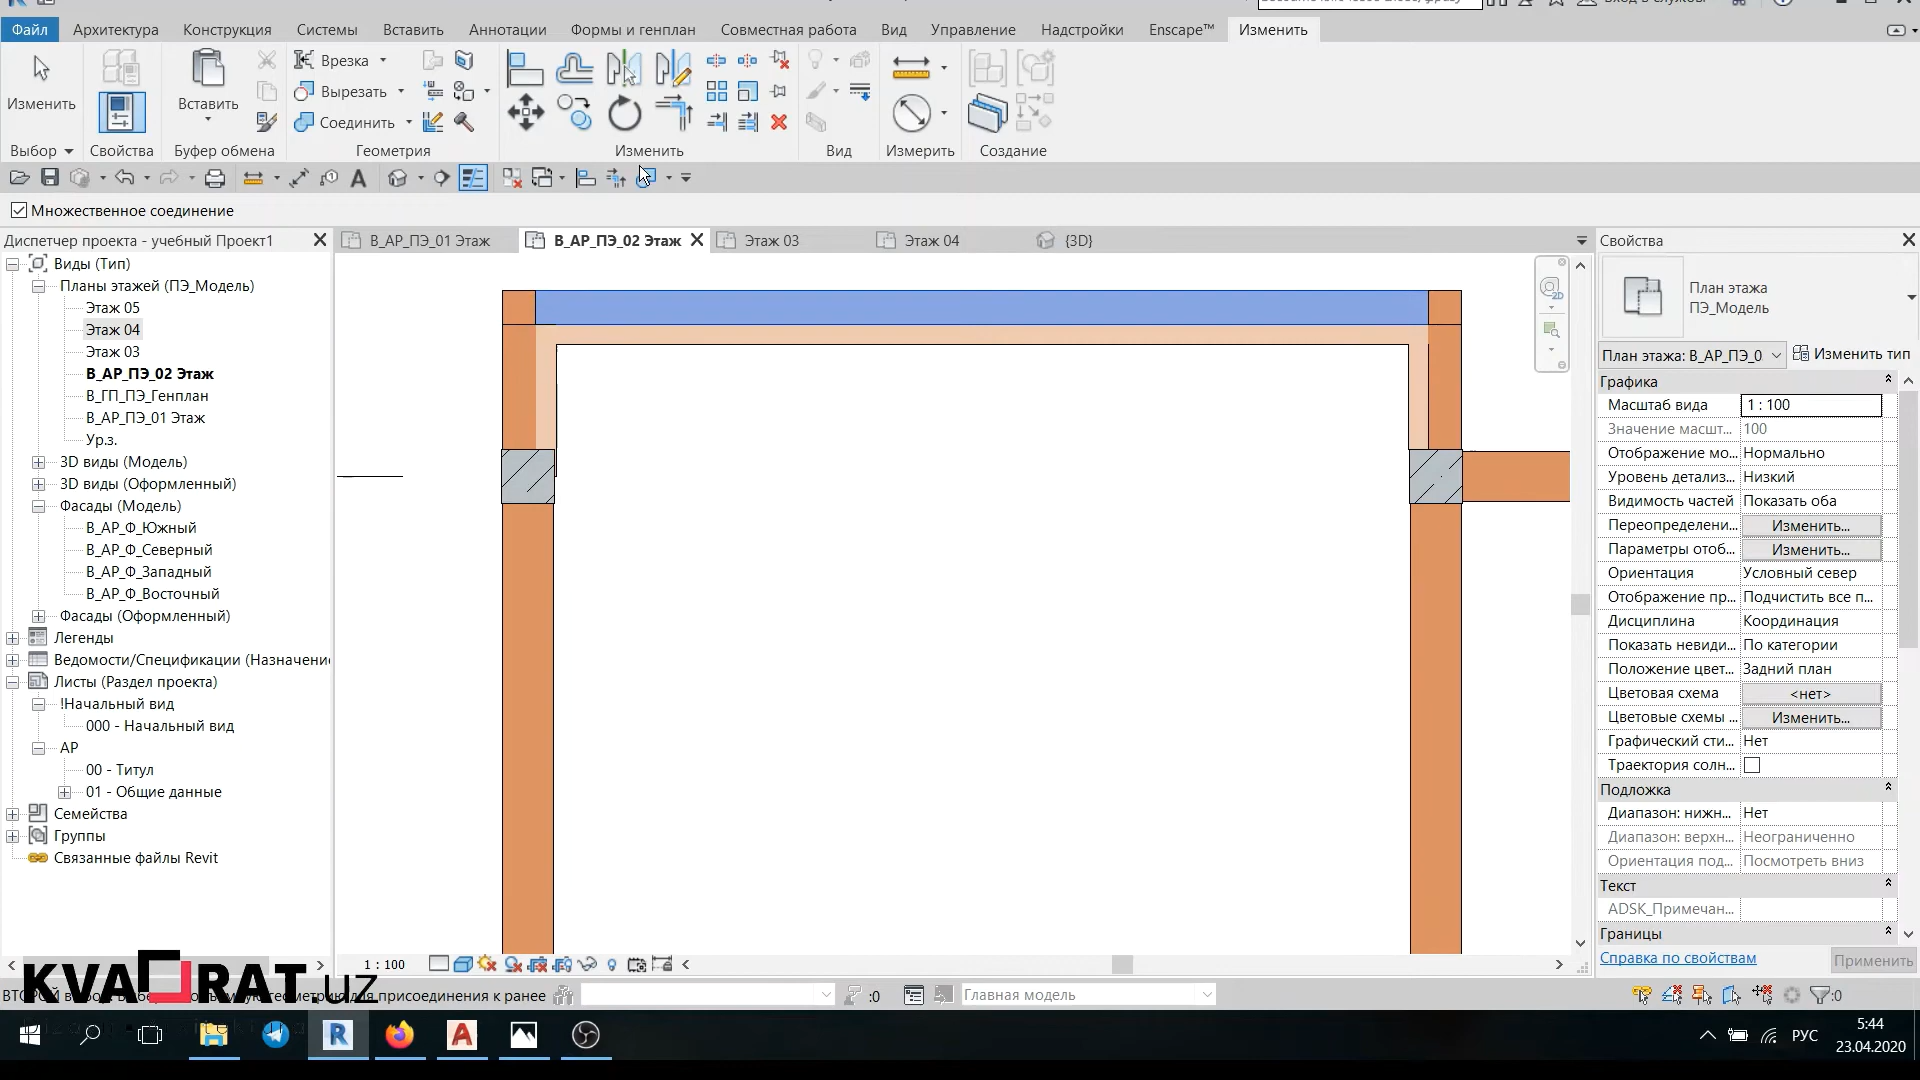 Файл Архитектура Конструкция Системы Вставить Аннотации Формы и генплан Совместная работа Вид Управление Надстройки Enscape™ Изменить
Изменить
Вставить
Врезка
Вырезать
Соединить
Выбор Свойства Буфер обмена Геометрия Изменить Вид Измерить Создание
Множественное соединение
Диспетчер проекта - учебный Проект1
В_АР_ПЭ_01 Этаж В_АР_ПЭ_02 Этаж Этаж 03 Этаж 04 {3D}
Виды (Тип)
Планы этажей (ПЭ_Модель)
Этаж 05
Этаж 04
Этаж 03
В_АР_ПЭ_02 Этаж
В_ГП_ПЭ_Генплан
В_АР_ПЭ_01 Этаж
Ур.з.
3D виды (Модель)
3D виды (Оформленный)
Фасады (Модель)
В_АР_Ф_Южный
В_АР_Ф_Северный
В_АР_Ф_Западный
В_АР_Ф_Восточный
Фасады (Оформленный)
Легенды
Ведомости/Спецификации (Назначени
Листы (Раздел проекта)
!Начальный вид
000 - Начальный вид
АР
00 - Титул
01 - Общие данные
Семейства
Группы
Связанные файлы Revit
2D
Свойства
План этажа
ПЭ_Модель
План этажа: В_АР_ПЭ_0 Изменить тип
Графика
Масштаб вида 1 : 100
Значение масшт... 100
Отображение мо... Нормально
Уровень детализ... Низкий
Видимость частей Показать оба
Переопределени... Изменить...
Параметры отоб... Изменить...
Ориентация Условный север
Отображение пр... Подчистить все п...
Дисциплина Координация
Показать невиди... По категории
Положение цвет... Задний план
Цветовая схема <нет>
Цветовые схемы ... Изменить...
Графический сти... Нет
Траектория солн...
Подложка
Диапазон: нижн... Нет
Диапазон: верхн... Неограниченно
Ориентация под... Посмотреть вниз
Текст
ADSK_Примечан...
Границы
Справка по свойствам Применить
1 : 100
KVADRAT.UZ
присоединения к ранее
:0
Главная модель
:0
РУС
5:44
23.04.2020